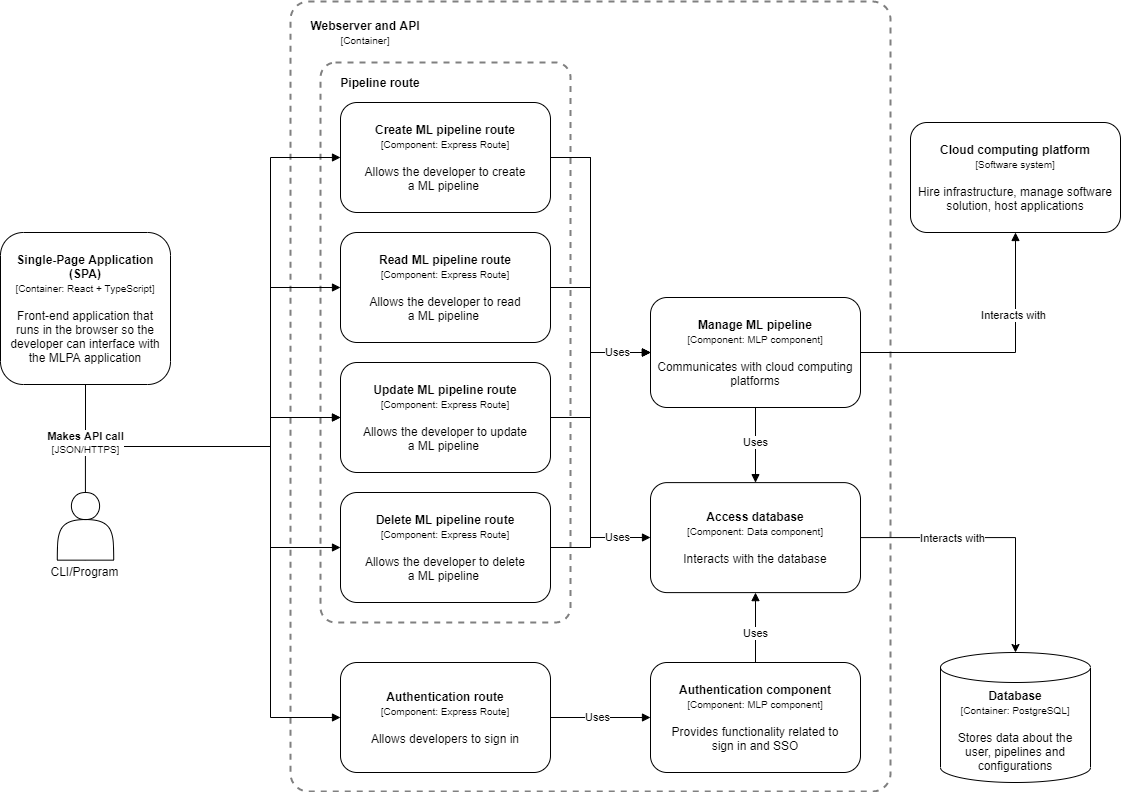 Webserver and API
[Container]
Pipeline route
Create ML pipeline route
[Component: Express Route]
Allows the developer to create
a ML pipeline
Read ML pipeline route
[Component: Express Route]
Allows the developer to read
a ML pipeline
Update ML pipeline route
[Component: Express Route]
Allows the developer to update
a ML pipeline
Delete ML pipeline route
[Component: Express Route]
Allows the developer to delete
a ML pipeline
Authentication route
[Component: Express Route]
Allows developers to sign in
Single-Page Application
(SPA)
[Container: React + TypeScript]
Front-end application that
runs in the browser so the
developer can interface with
the MLPA application
Makes API call
[JSON/HTTPS]
CLI/Program
Uses
Uses
Uses
Manage ML pipeline
[Component: MLP component]
Communicates with cloud computing
platforms
Uses
Access database
[Component: Data component]
Interacts with the database
Uses
Authentication component
[Component: MLP component]
Provides functionality related to
sign in and SSO
Cloud computing platform
[Software system]
Hire infrastructure, manage software
solution, host applications
Interacts with
Interacts with
Database
[Container: PostgreSQL]
Stores data about the
user, pipelines and
configurations